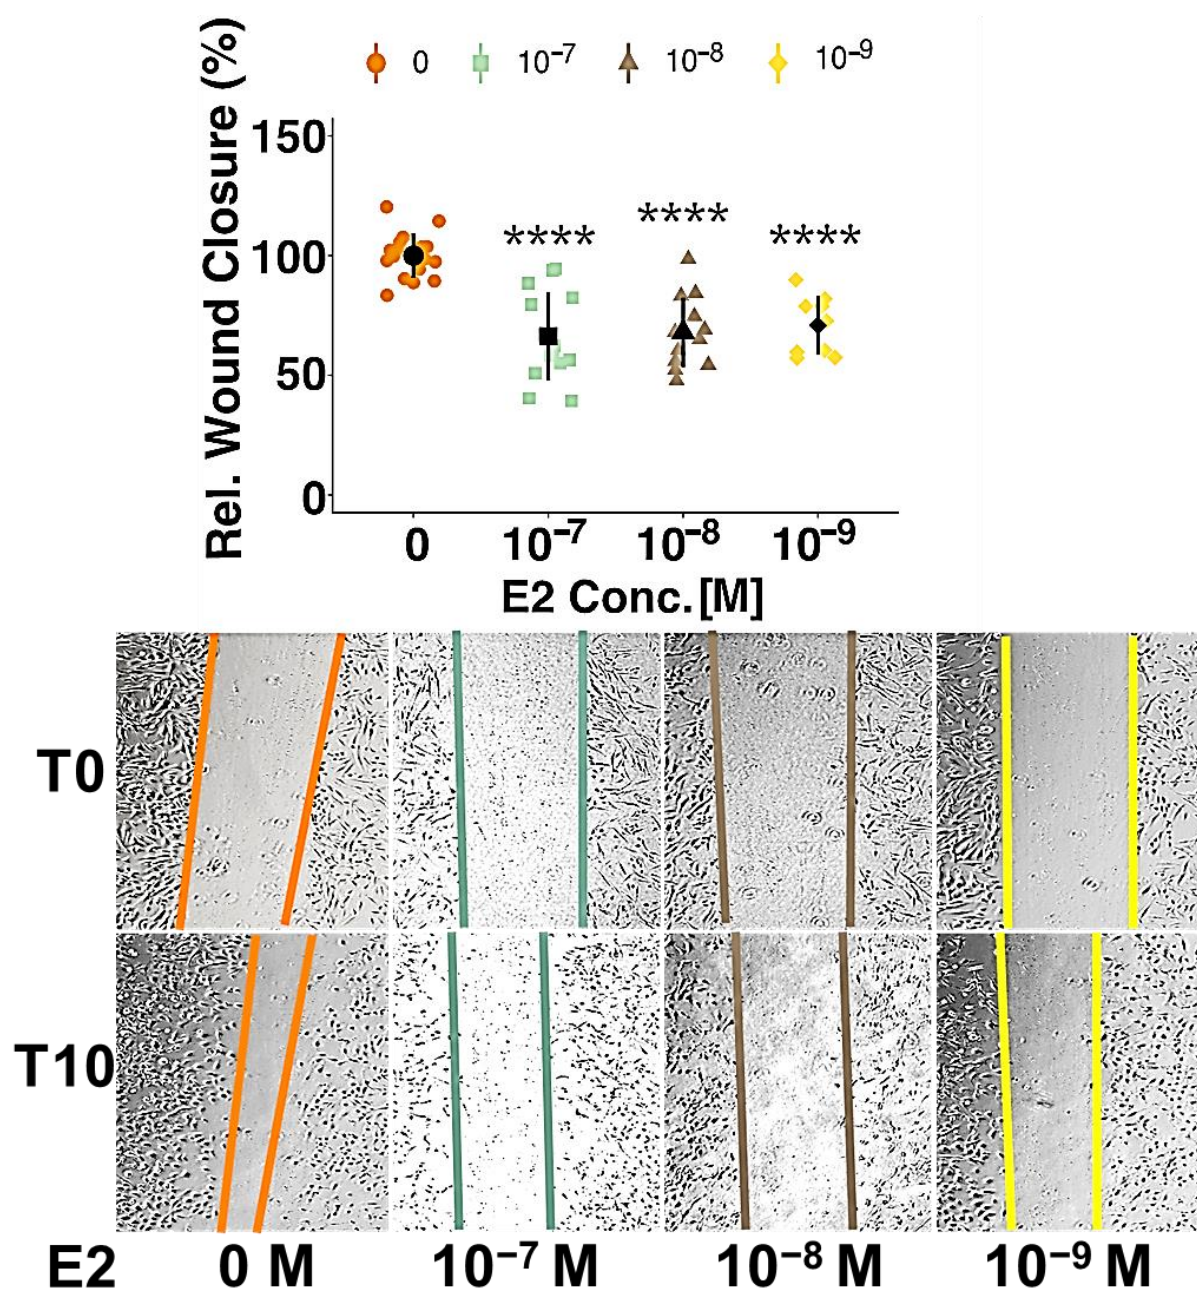 0 10⁻⁷ 10⁻⁸ 10⁻⁹
Rel. Wound Closure (%)
150
100
50
0
**** **** ****
0 10⁻⁷ 10⁻⁸ 10⁻⁹
E2 Conc.[M]
T0
T10
E2 0 M 10⁻⁷ M 10⁻⁸ M 10⁻⁹ M